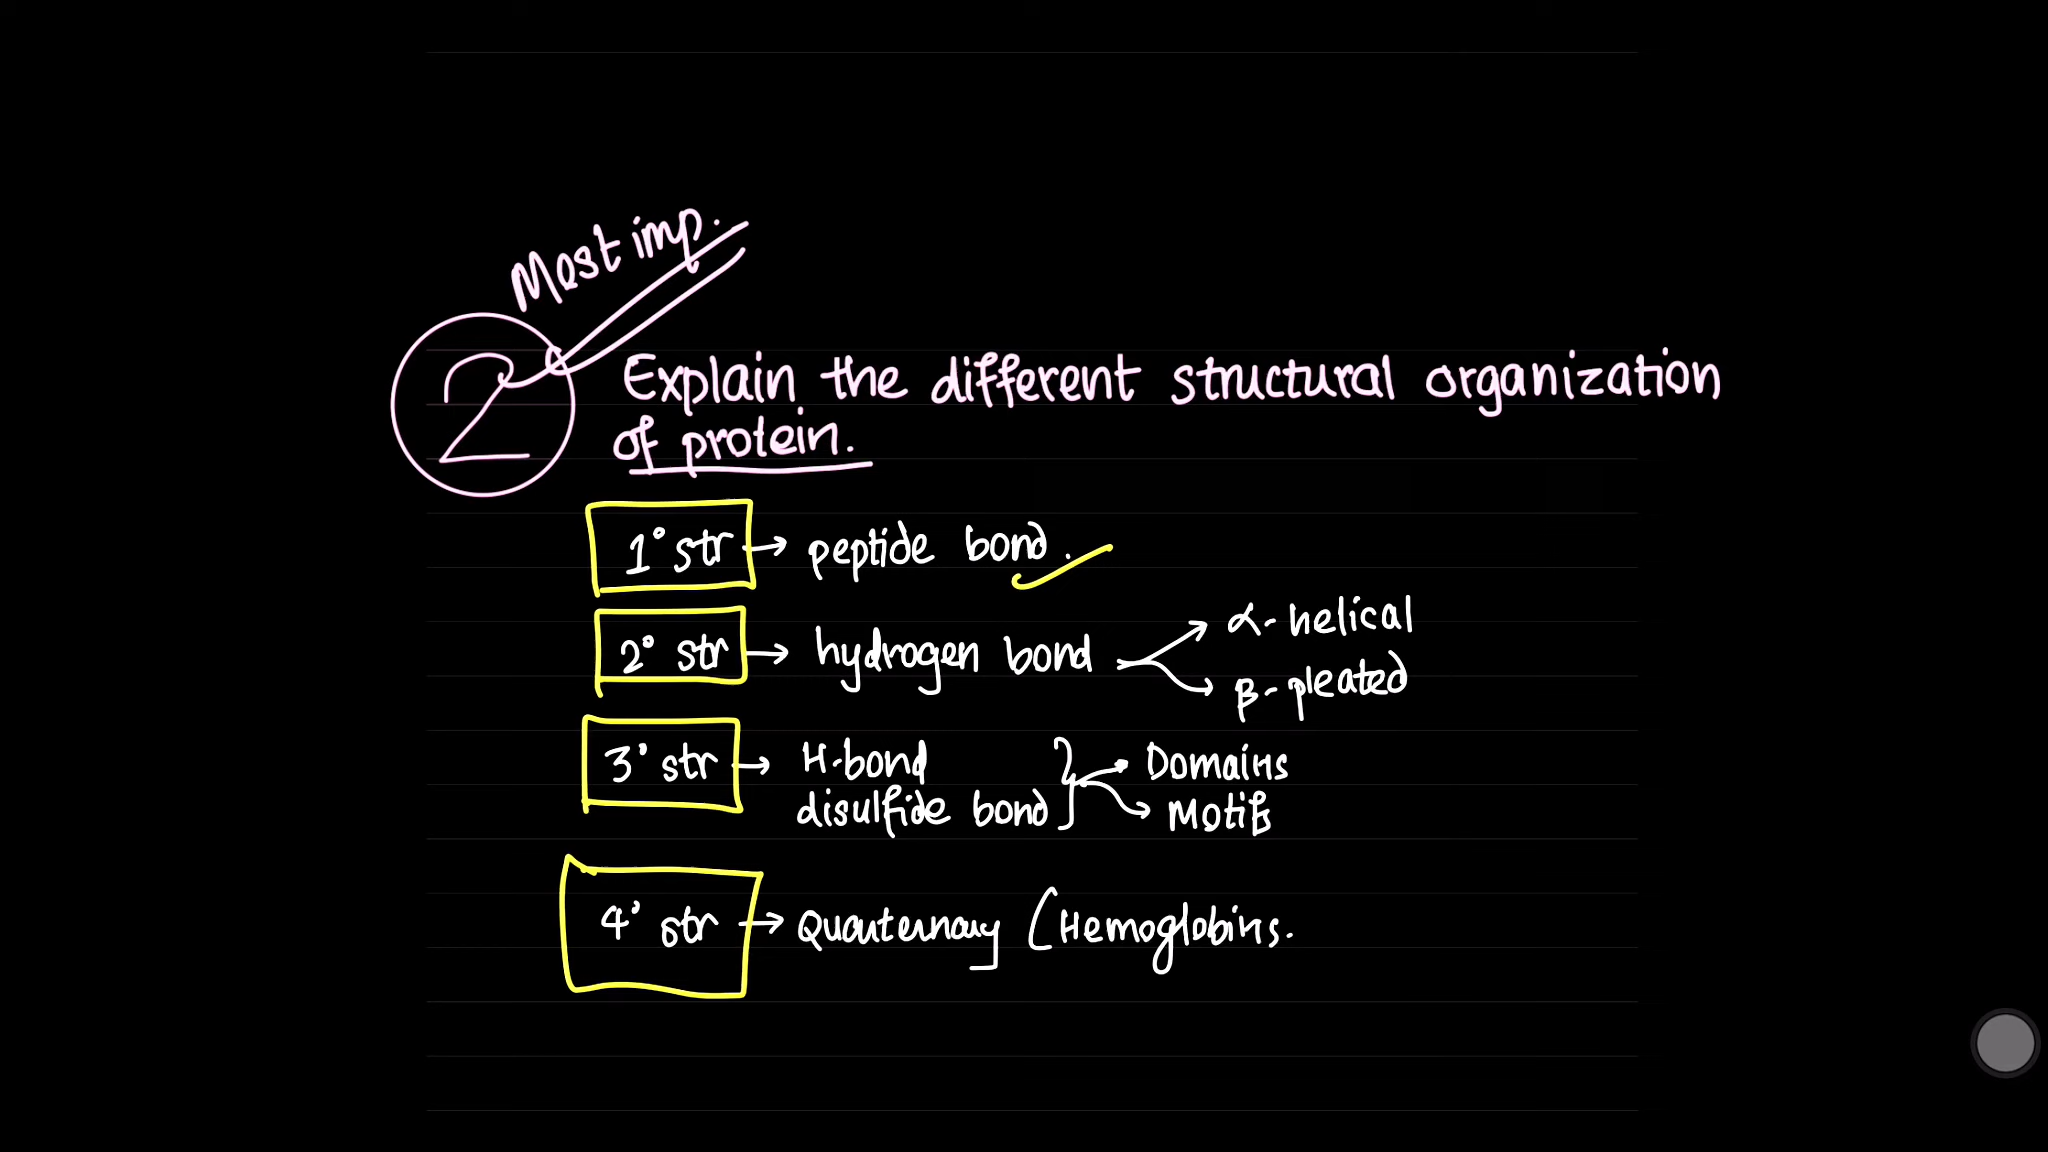 Most imp.
2
Explain the different structural organization
of protein.
1° str → peptide bond.
2° str → hydrogen bond → α-helical
→ β-pleated
3° str → H-bond } → Domains
disulfide bond → Motifs
4° str → Quaternary (Hemoglobins.